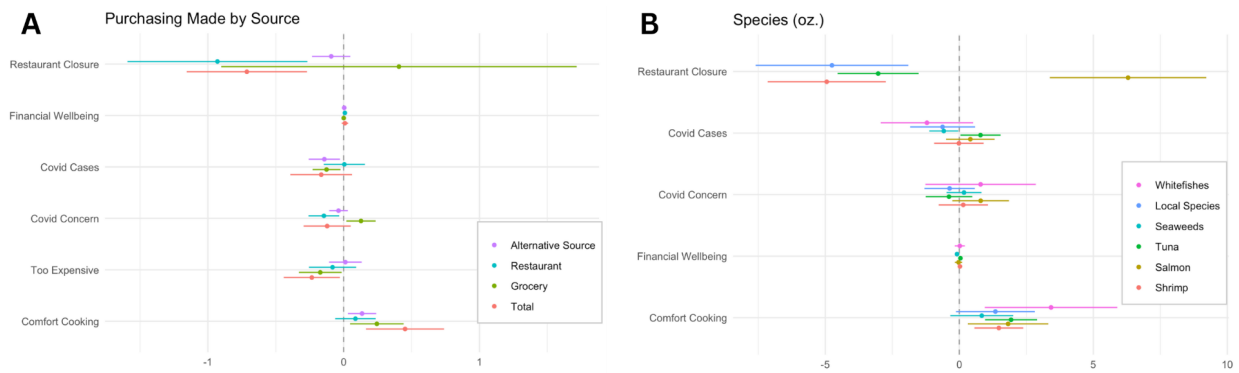 A
Purchasing Made by Source
Restaurant Closure
Financial Wellbeing
Covid Cases
Covid Concern
Too Expensive
Comfort Cooking
Alternative Source
Restaurant
Grocery
Total
-1
0
1
B
Species (oz.)
Restaurant Closure
Covid Cases
Covid Concern
Financial Wellbeing
Comfort Cooking
Whitefishes
Local Species
Seaweeds
Tuna
Salmon
Shrimp
-5
0
5
10